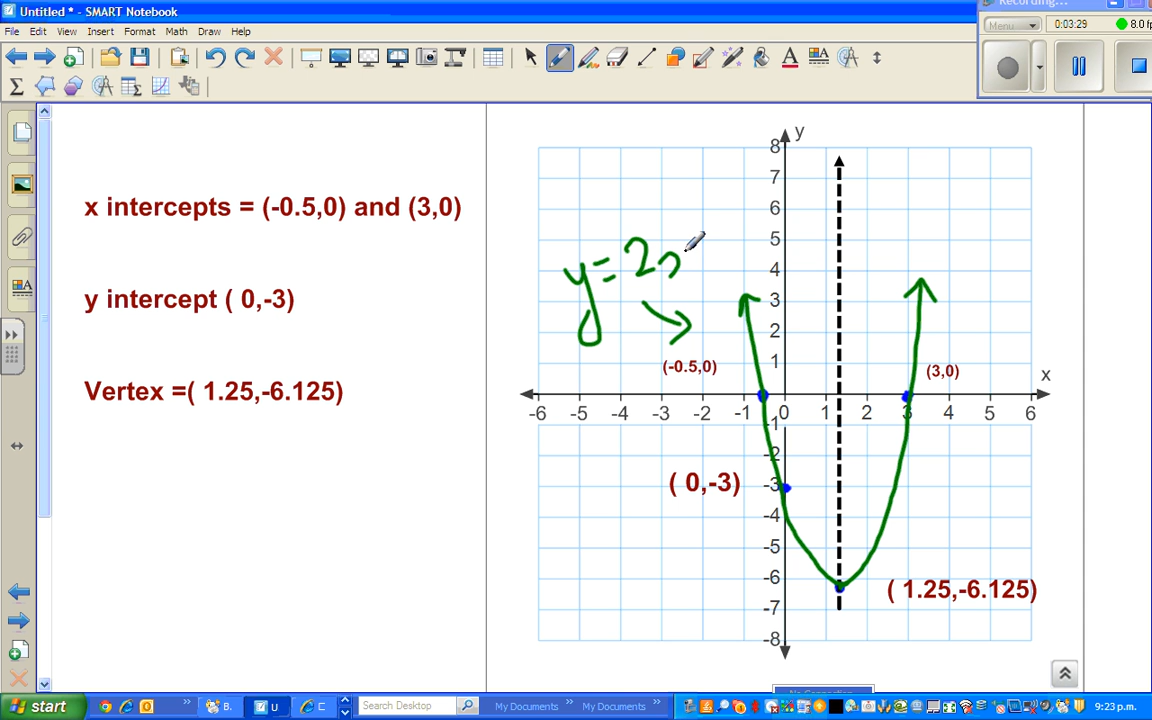 Untitled * - SMART Notebook
Recording...
File Edit View Insert Format Math Draw Help
Menu
0:03:29
8.0 f
x intercepts = (-0.5,0) and (3,0)
y intercept ( 0,-3)
Vertex =( 1.25,-6.125)
y
8
7
6
5
4
3
2
1
y=2
(-0.5,0)
(3,0)
x
-6 -5 -4 -3 -2 -1 0 1 2 3 4 5 6
-1
-2
( 0,-3)
-3
-4
-5
-6
( 1.25,-6.125)
-7
-8
start
B.
U
C
Search Desktop
My Documents
My Documents
9:23 p.m.